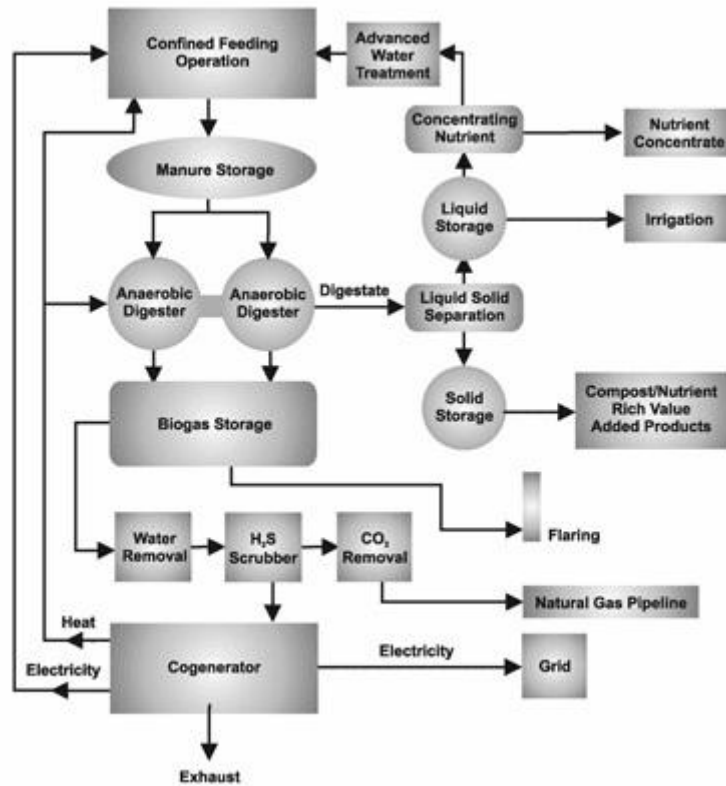 Confined Feeding
Operation
Advanced
Water
Treatment
Concentrating
Nutrient
Nutrient
Concentrate
Manure Storage
Liquid
Storage
Irrigation
Anaerobic
Digester
Anaerobic
Digester
Digestate
Liquid Solid
Separation
Solid
Storage
Compost/Nutrient
Rich Value
Added Products
Biogas Storage
Flaring
Water
Removal
H₂S
Scrubber
CO₂
Removal
Natural Gas Pipeline
Heat
Electricity
Cogenerator
Electricity
Grid
Exhaust